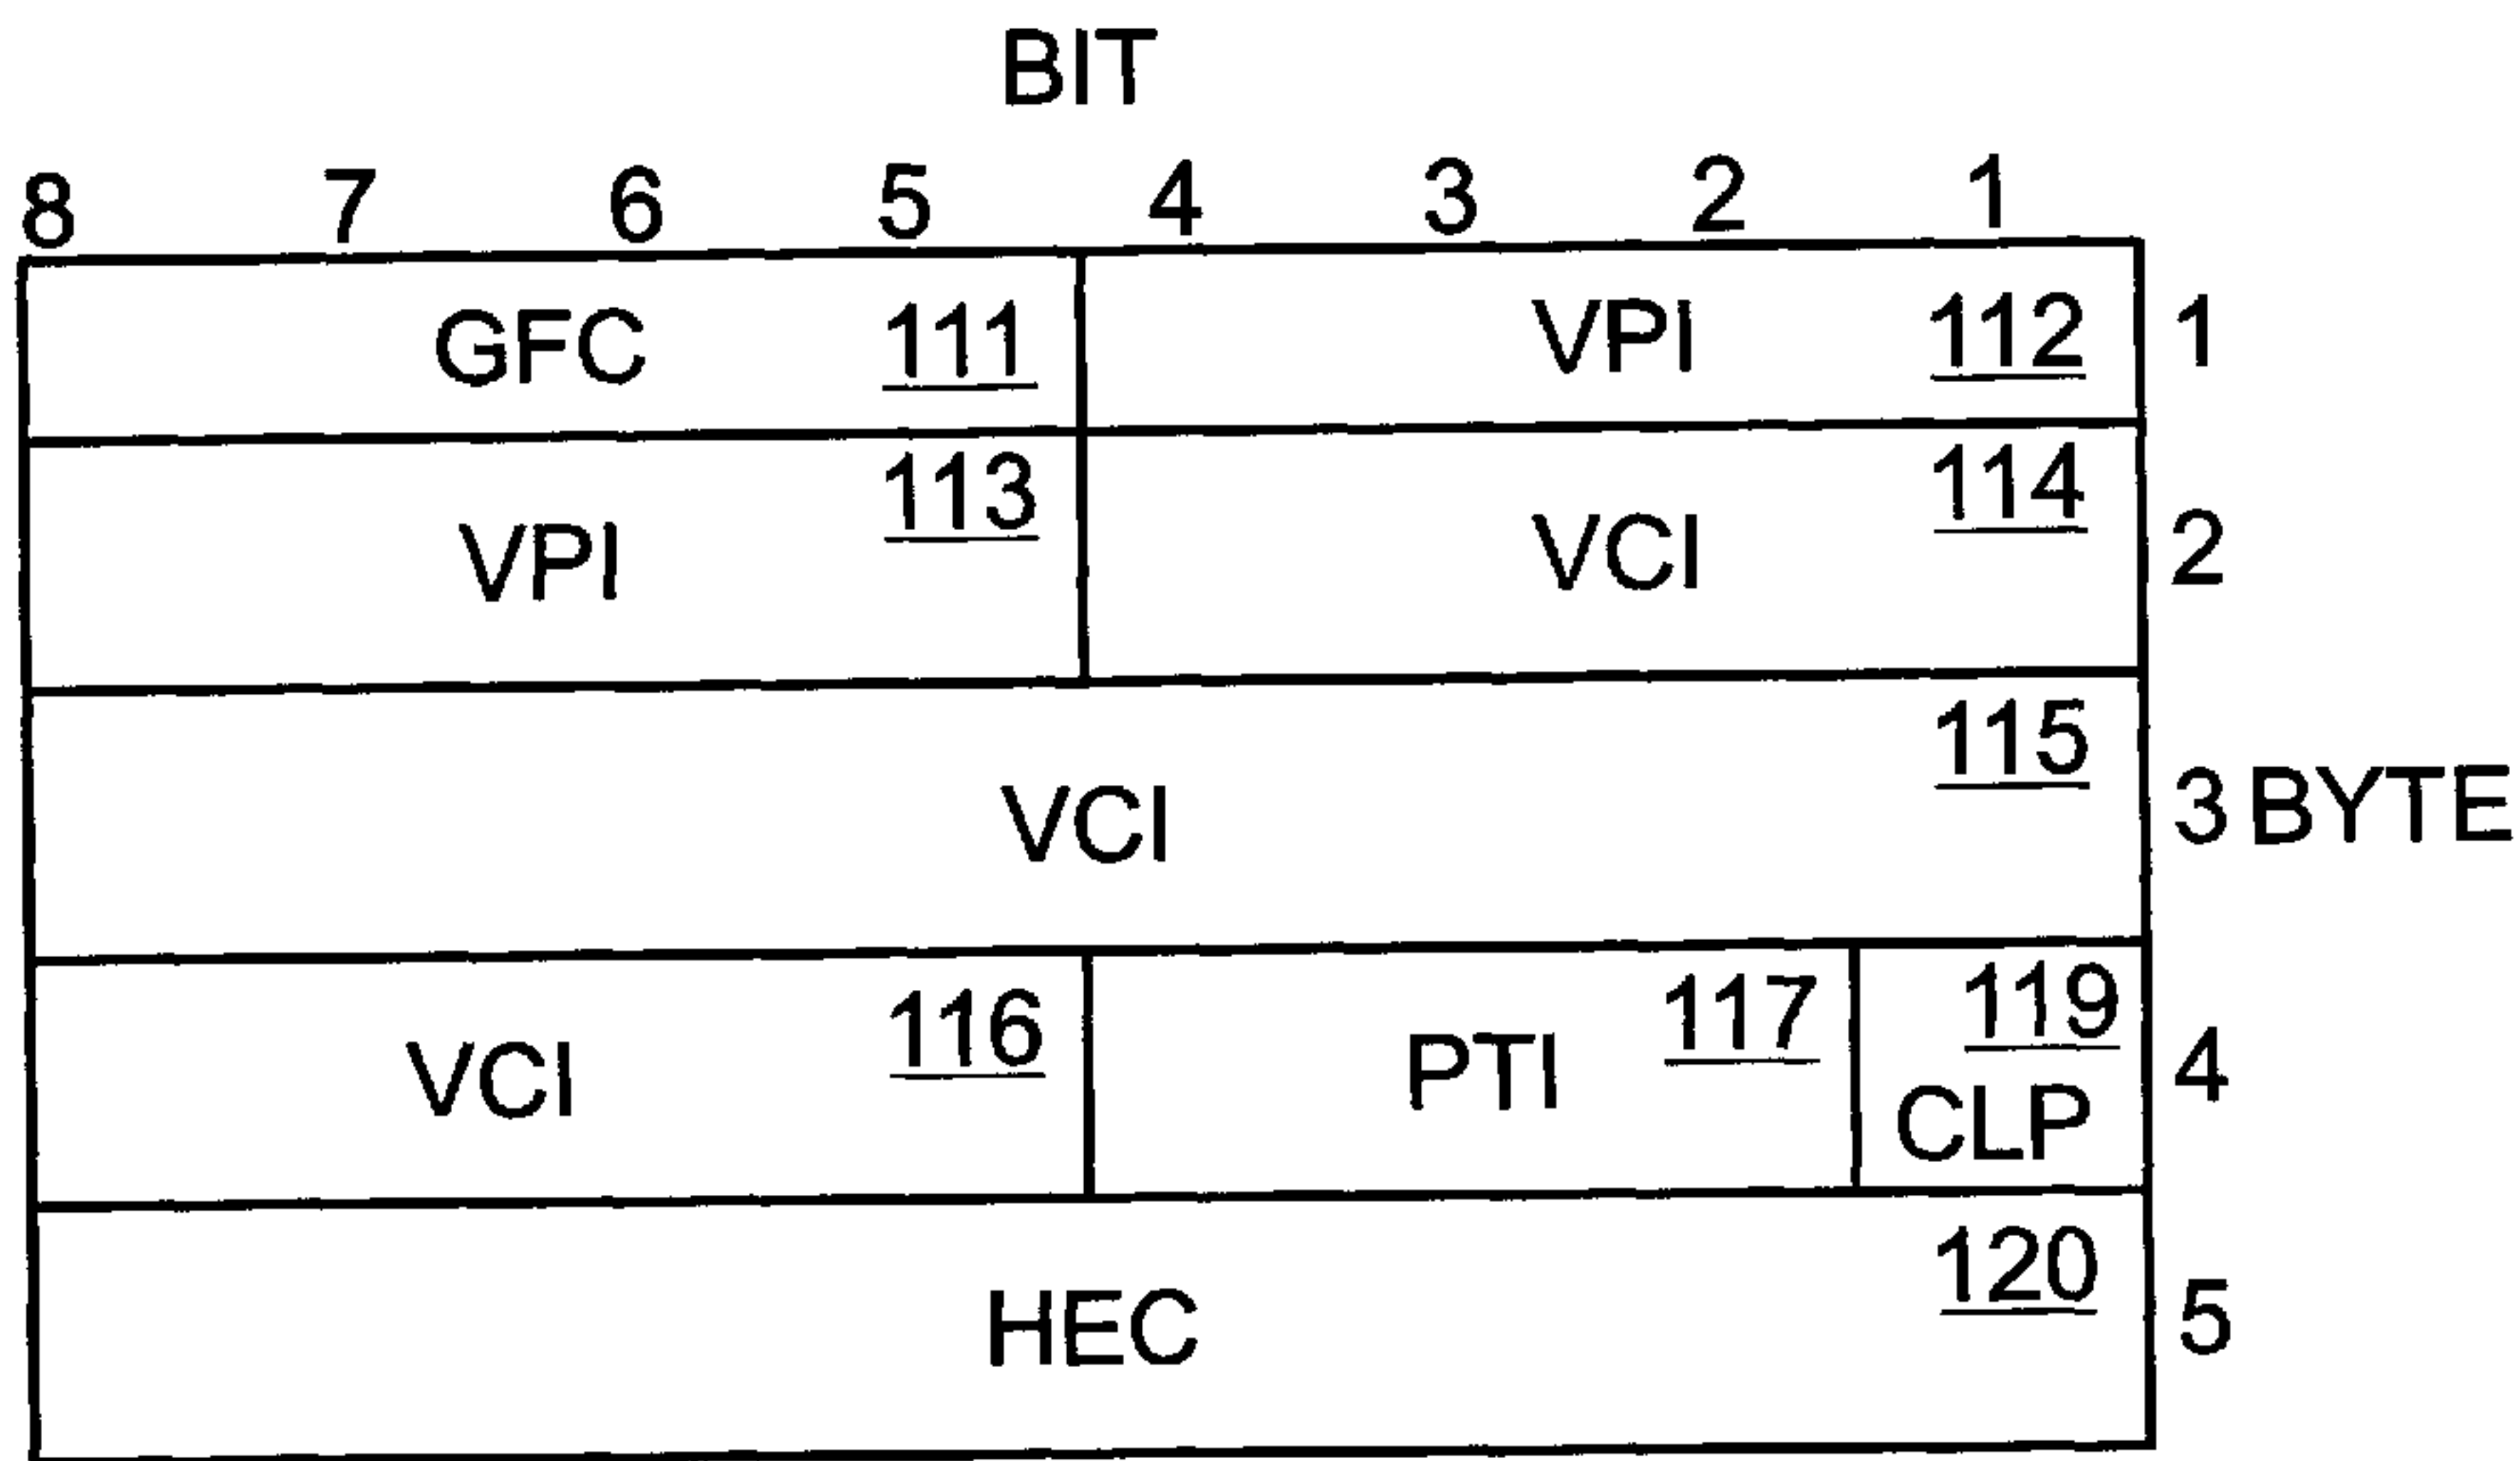 BIT
8 7 6 5 4 3 2 1
GFC 111 VPI 112 1
VPI 113 VCI 114 2
VCI 115 3 BYTE
VCI 116 PTI 117 119 CLP 4
HEC 120 5